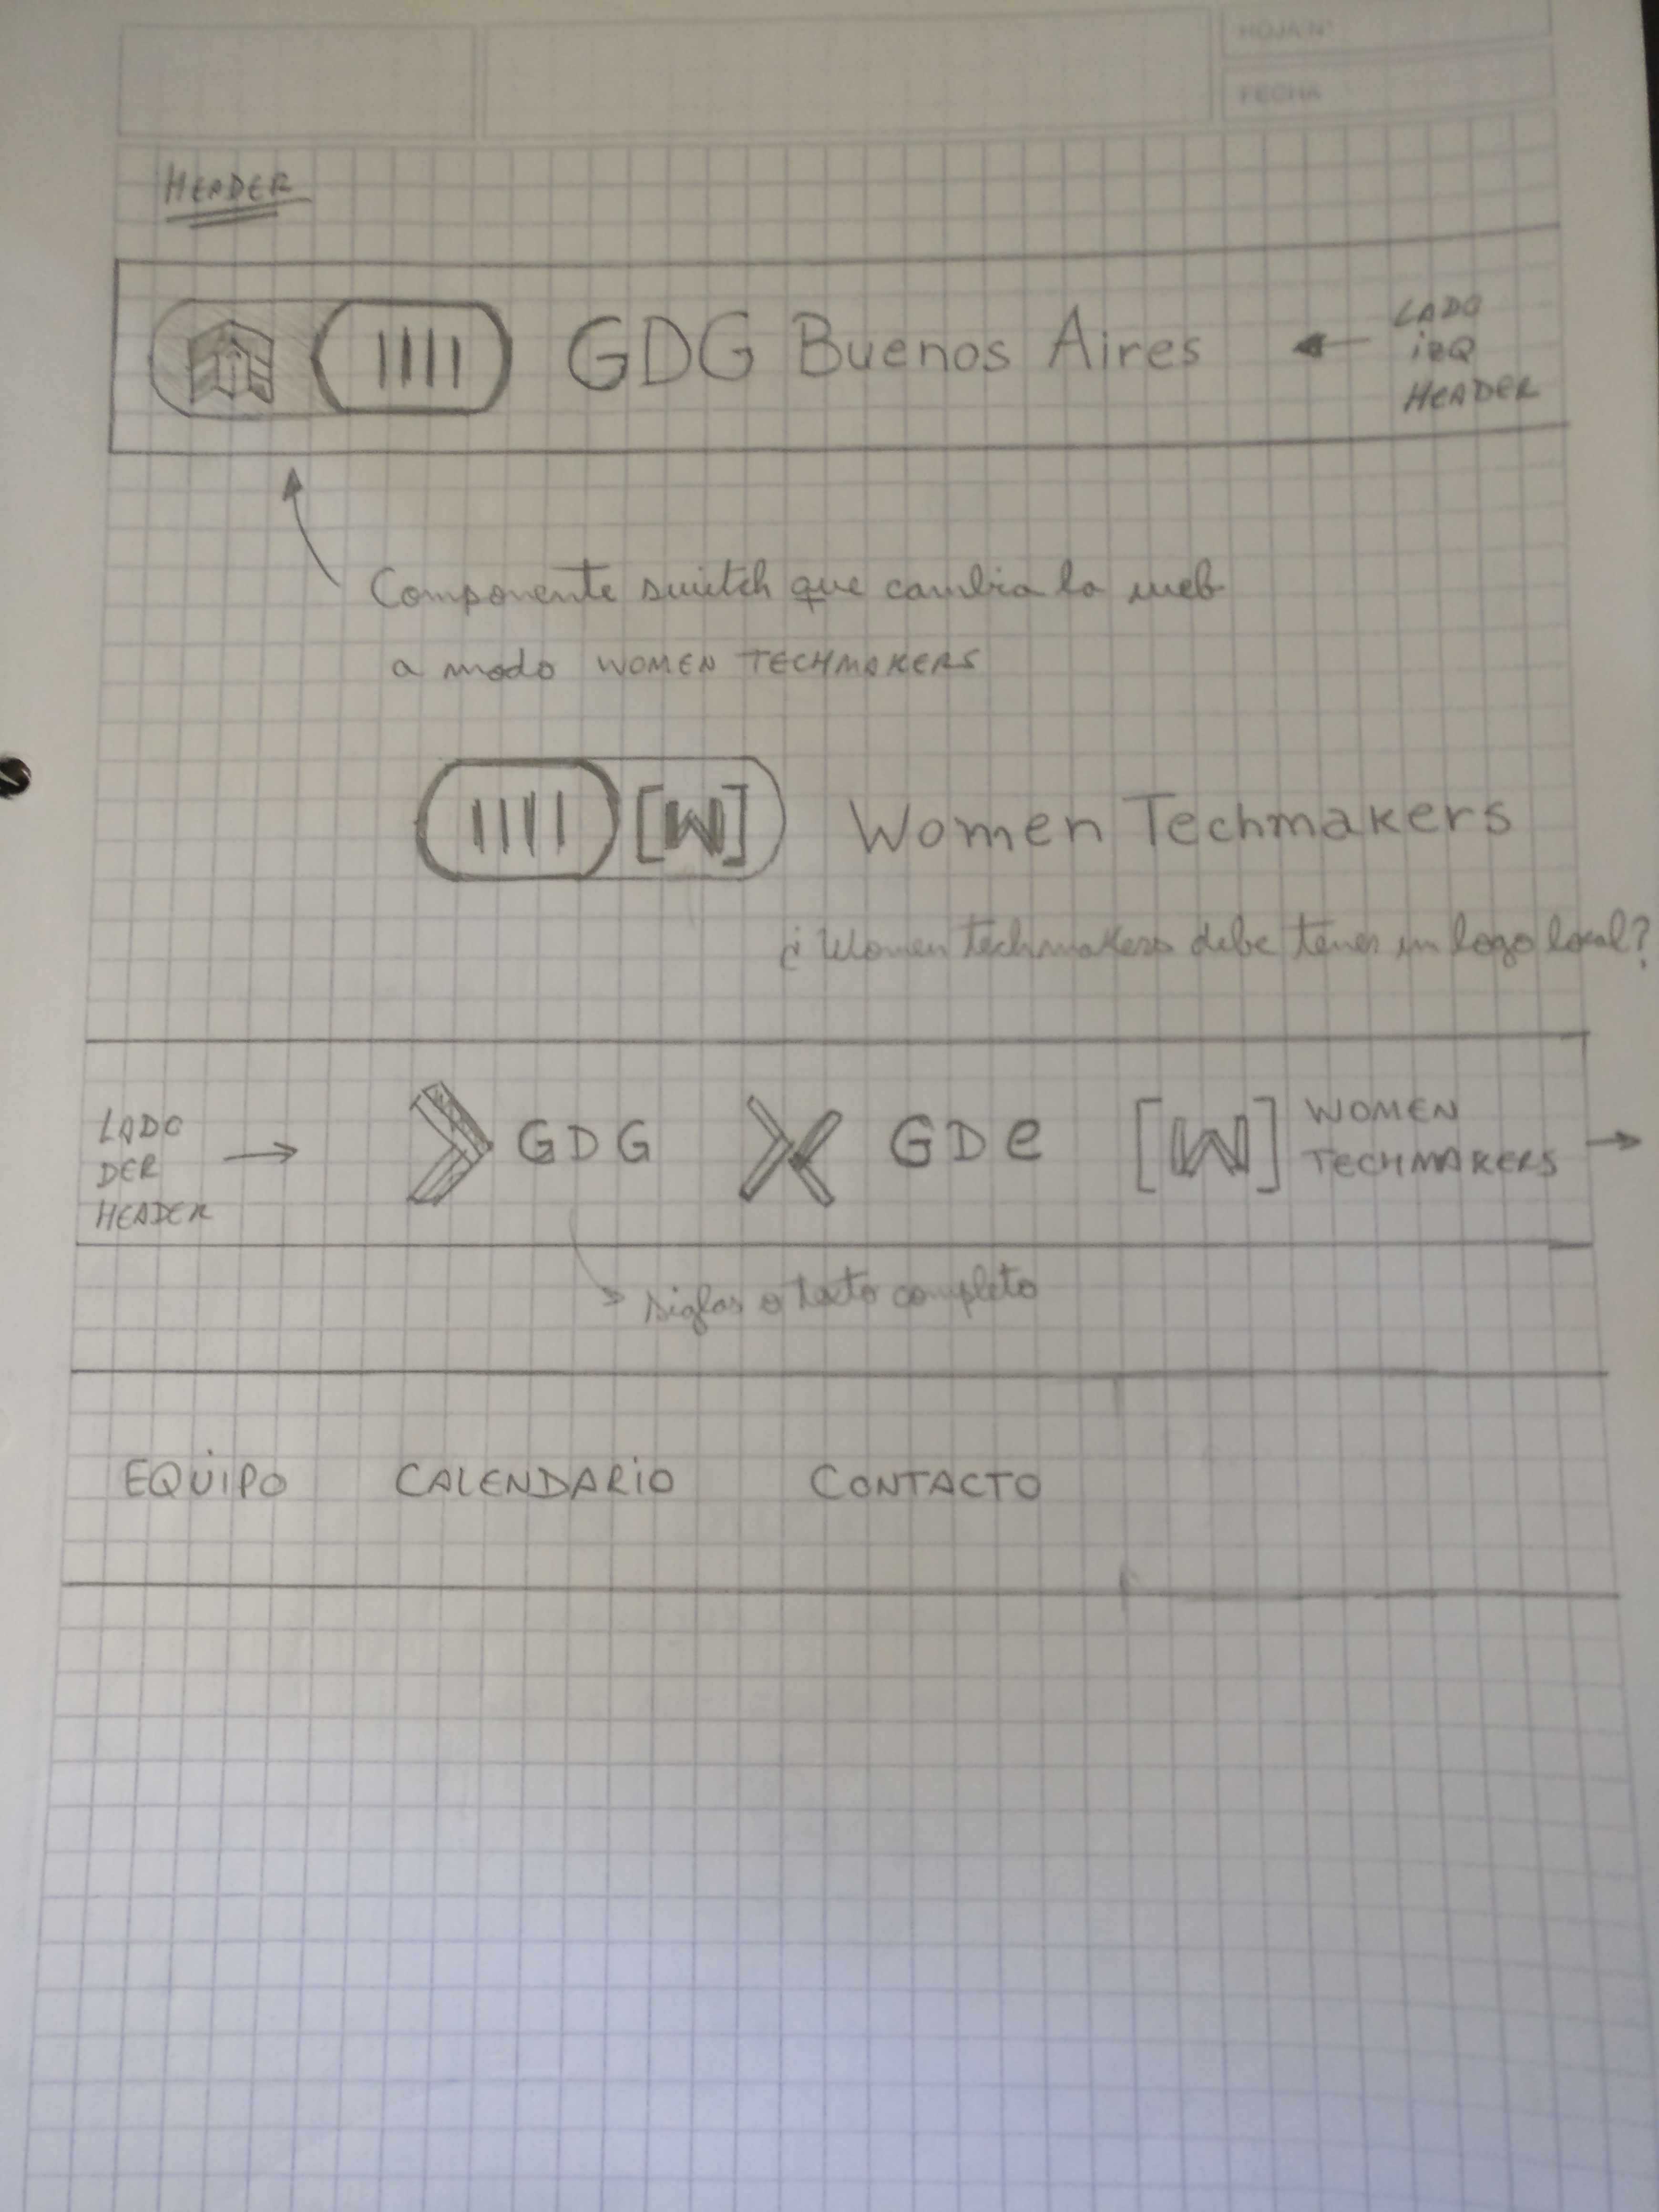 HOJA N°
FECHA
HEADER
GDG Buenos Aires
LADO
izQ
HEADER
Componente switch que cambia la web
a modo WOMEN TECHMAKERS
[W] Women Techmakers
¿Women techmakers debe tener un logo local?
LADO
DER
HEADER
GDG
GDe
[W] WOMEN
TECHMAKERS
siglas o texto completo
EQUIPO CALENDARIO CONTACTO